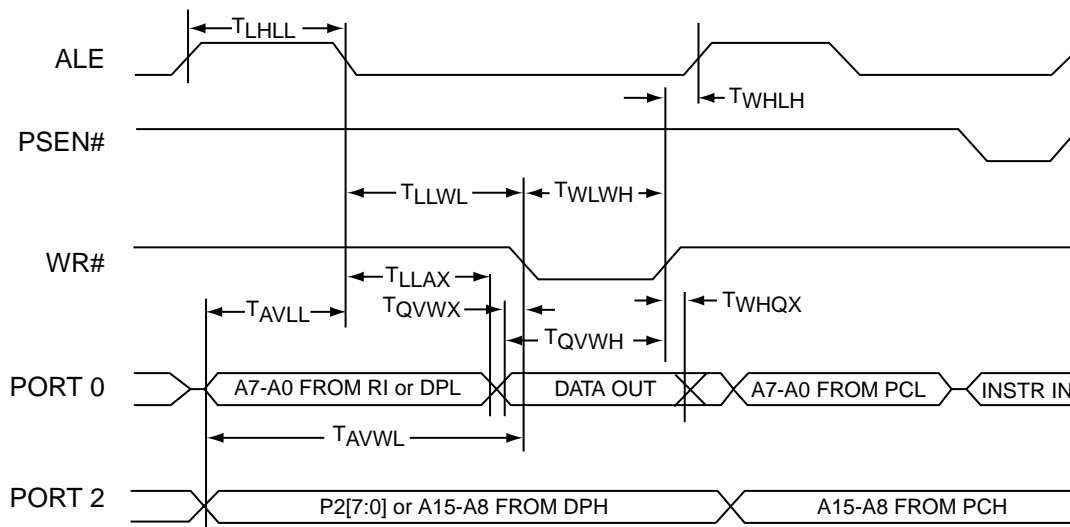 TLHLL
ALE
TWHLH
PSEN#
TLLWL TWLWH
WR#
TLLAX
TQVWX TWHQX
TAVLL
TQVWH
PORT 0 A7-A0 FROM RI or DPL DATA OUT A7-A0 FROM PCL INSTR IN
TAVWL
PORT 2 P2[7:0] or A15-A8 FROM DPH A15-A8 FROM PCH